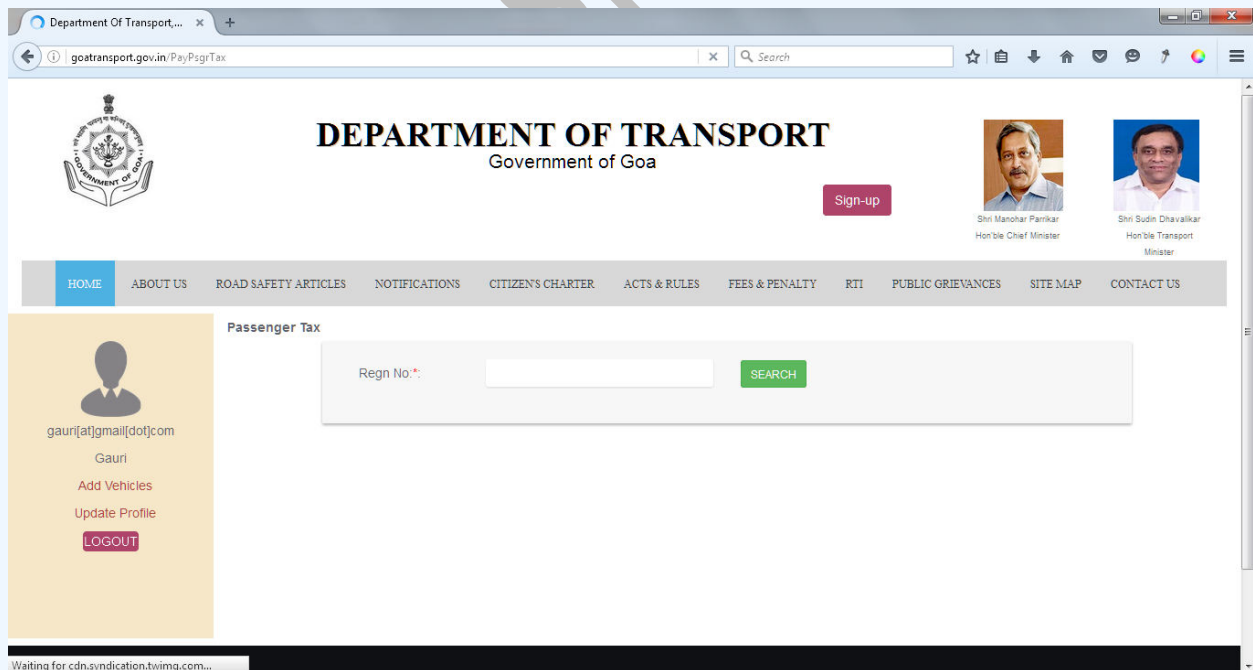 Department Of Transport,...
goatransport.gov.in/PayPsgrTax
Search
GOVERNMENT OF GOA
DEPARTMENT OF TRANSPORT
Government of Goa
Sign-up
Shri Manohar Parrikar
Hon'ble Chief Minister
Shri Sudin Dhavalikar
Hon'ble Transport
Minister
HOME ABOUT US ROAD SAFETY ARTICLES NOTIFICATIONS CITIZEN'S CHARTER ACTS & RULES FEES & PENALTY RTI PUBLIC GRIEVANCES SITE MAP CONTACT US
Passenger Tax
Regn No:*:
SEARCH
gauri[at]gmail[dot]com
Gauri
Add Vehicles
Update Profile
LOGOUT
Waiting for cdn.syndication.twimg.com...